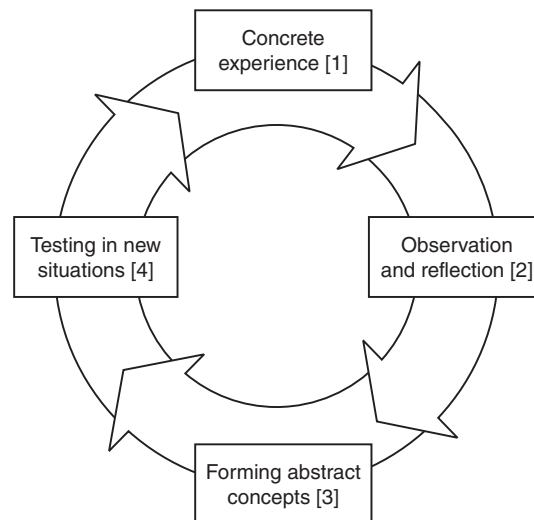 Concrete
experience [1]
Observation
and reflection [2]
Forming abstract
concepts [3]
Testing in new
situations [4]